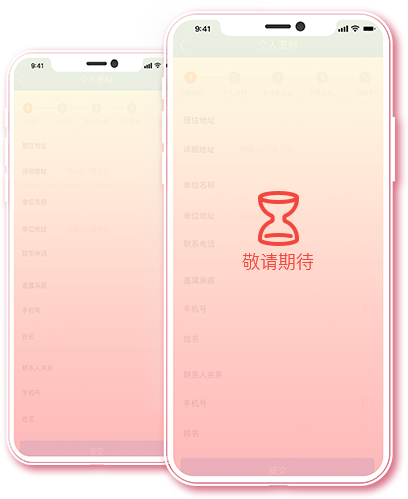 9:41
个人资料
现住地址
详细地址
单位名称
单位地址
联系电话
直属亲戚
手机号
姓名
联系人关系
手机号
姓名
提交
9:41
个人资料
现住地址
详细地址
单位名称
单位地址
联系电话
敬请期待
直属亲戚
手机号
姓名
联系人关系
手机号
姓名
提交